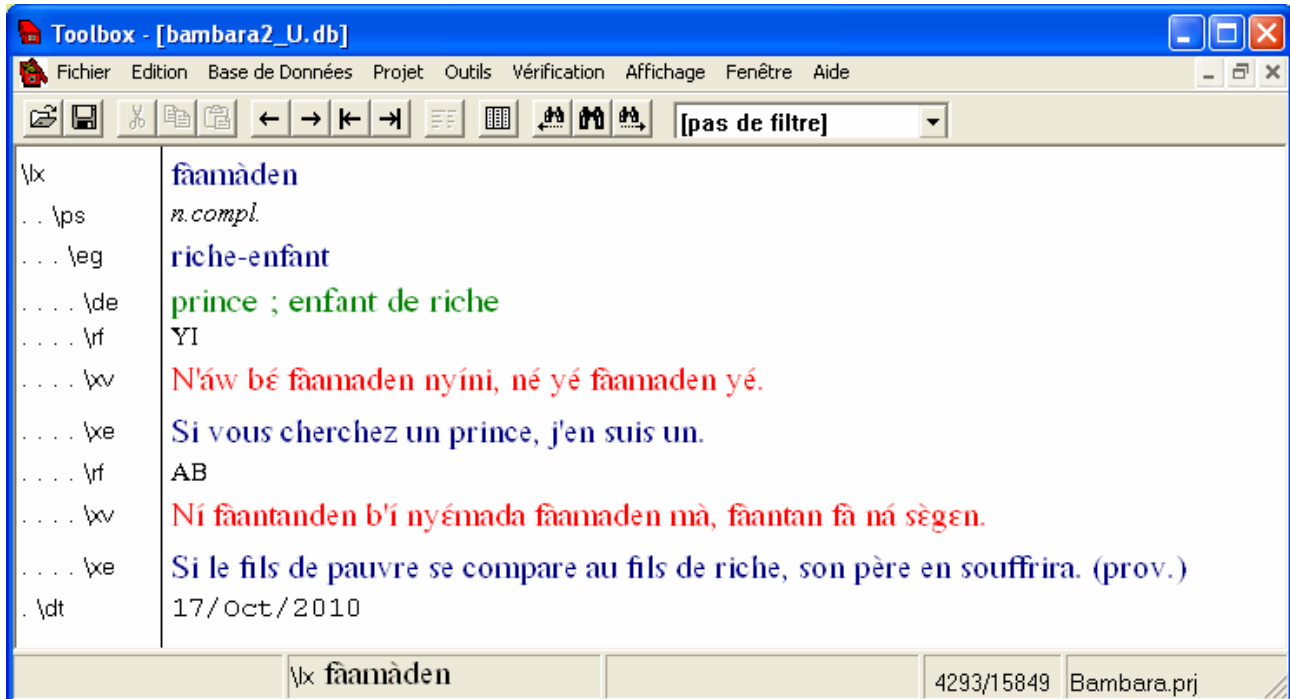 Toolbox - [bambara2_U.db]
Fichier Edition Base de Données Projet Outils Vérification Affichage Fenêtre Aide
[pas de filtre]
\lx fàamàden
. . \ps n.compl.
. . . \eg riche-enfant
. . . . \de prince ; enfant de riche
. . . . \rf YI
. . . . \xv N'áw bɛ́ fàamaden nyíni, né yé fàamaden yé.
. . . . \xe Si vous cherchez un prince, j'en suis un.
. . . . \rf AB
. . . . \xv Ní fàantanden b'í nyɛ́mada fàamaden mà, fàantan fà ná sɛ̀gɛn.
. . . . \xe Si le fils de pauvre se compare au fils de riche, son père en souffrira. (prov.)
. \dt 17/Oct/2010
\lx fàamàden 4293/15849 Bambara.prj